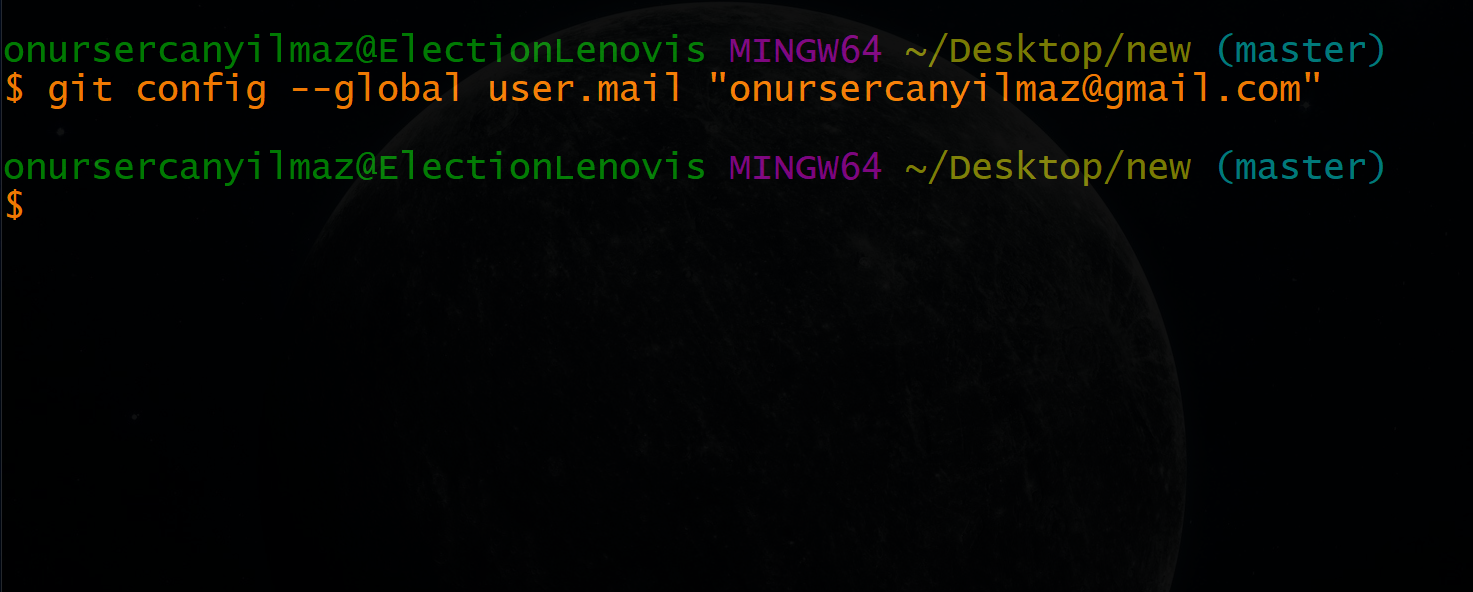 onursercanyilmaz@ElectionLenovis MINGW64 ~/Desktop/new (master)
$ git config --global user.mail "onursercanyilmaz@gmail.com"
onursercanyilmaz@ElectionLenovis MINGW64 ~/Desktop/new (master)
$